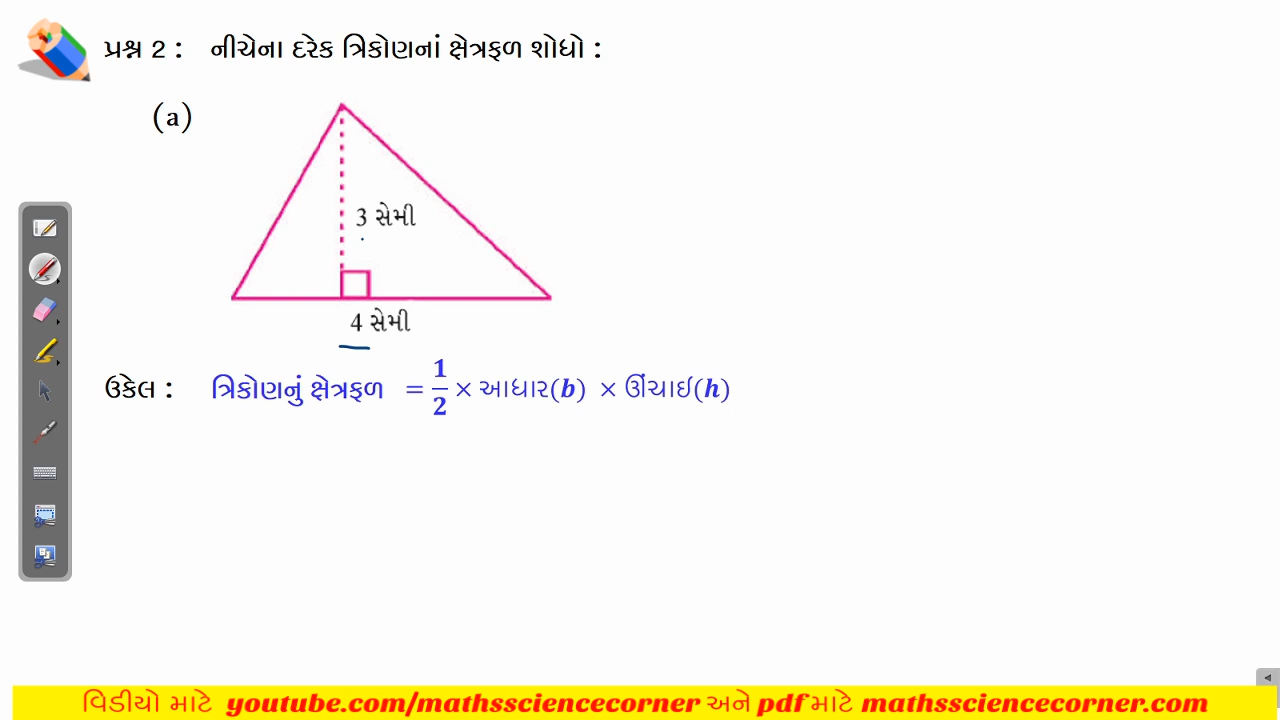 પ્રશ્ન 2 : નીચેના દરેક ત્રિકોણનાં ક્ષેત્રફળ શોધો :
(a)
3 સેમી
4 સેમી
ઉકેલ : ત્રિકોણનું ક્ષેત્રફળ = 1/2 × આધાર(b) × ઊંચાઈ(h)
વિડીયો માટે youtube.com/mathssciencecorner અને pdf માટે mathssciencecorner.com